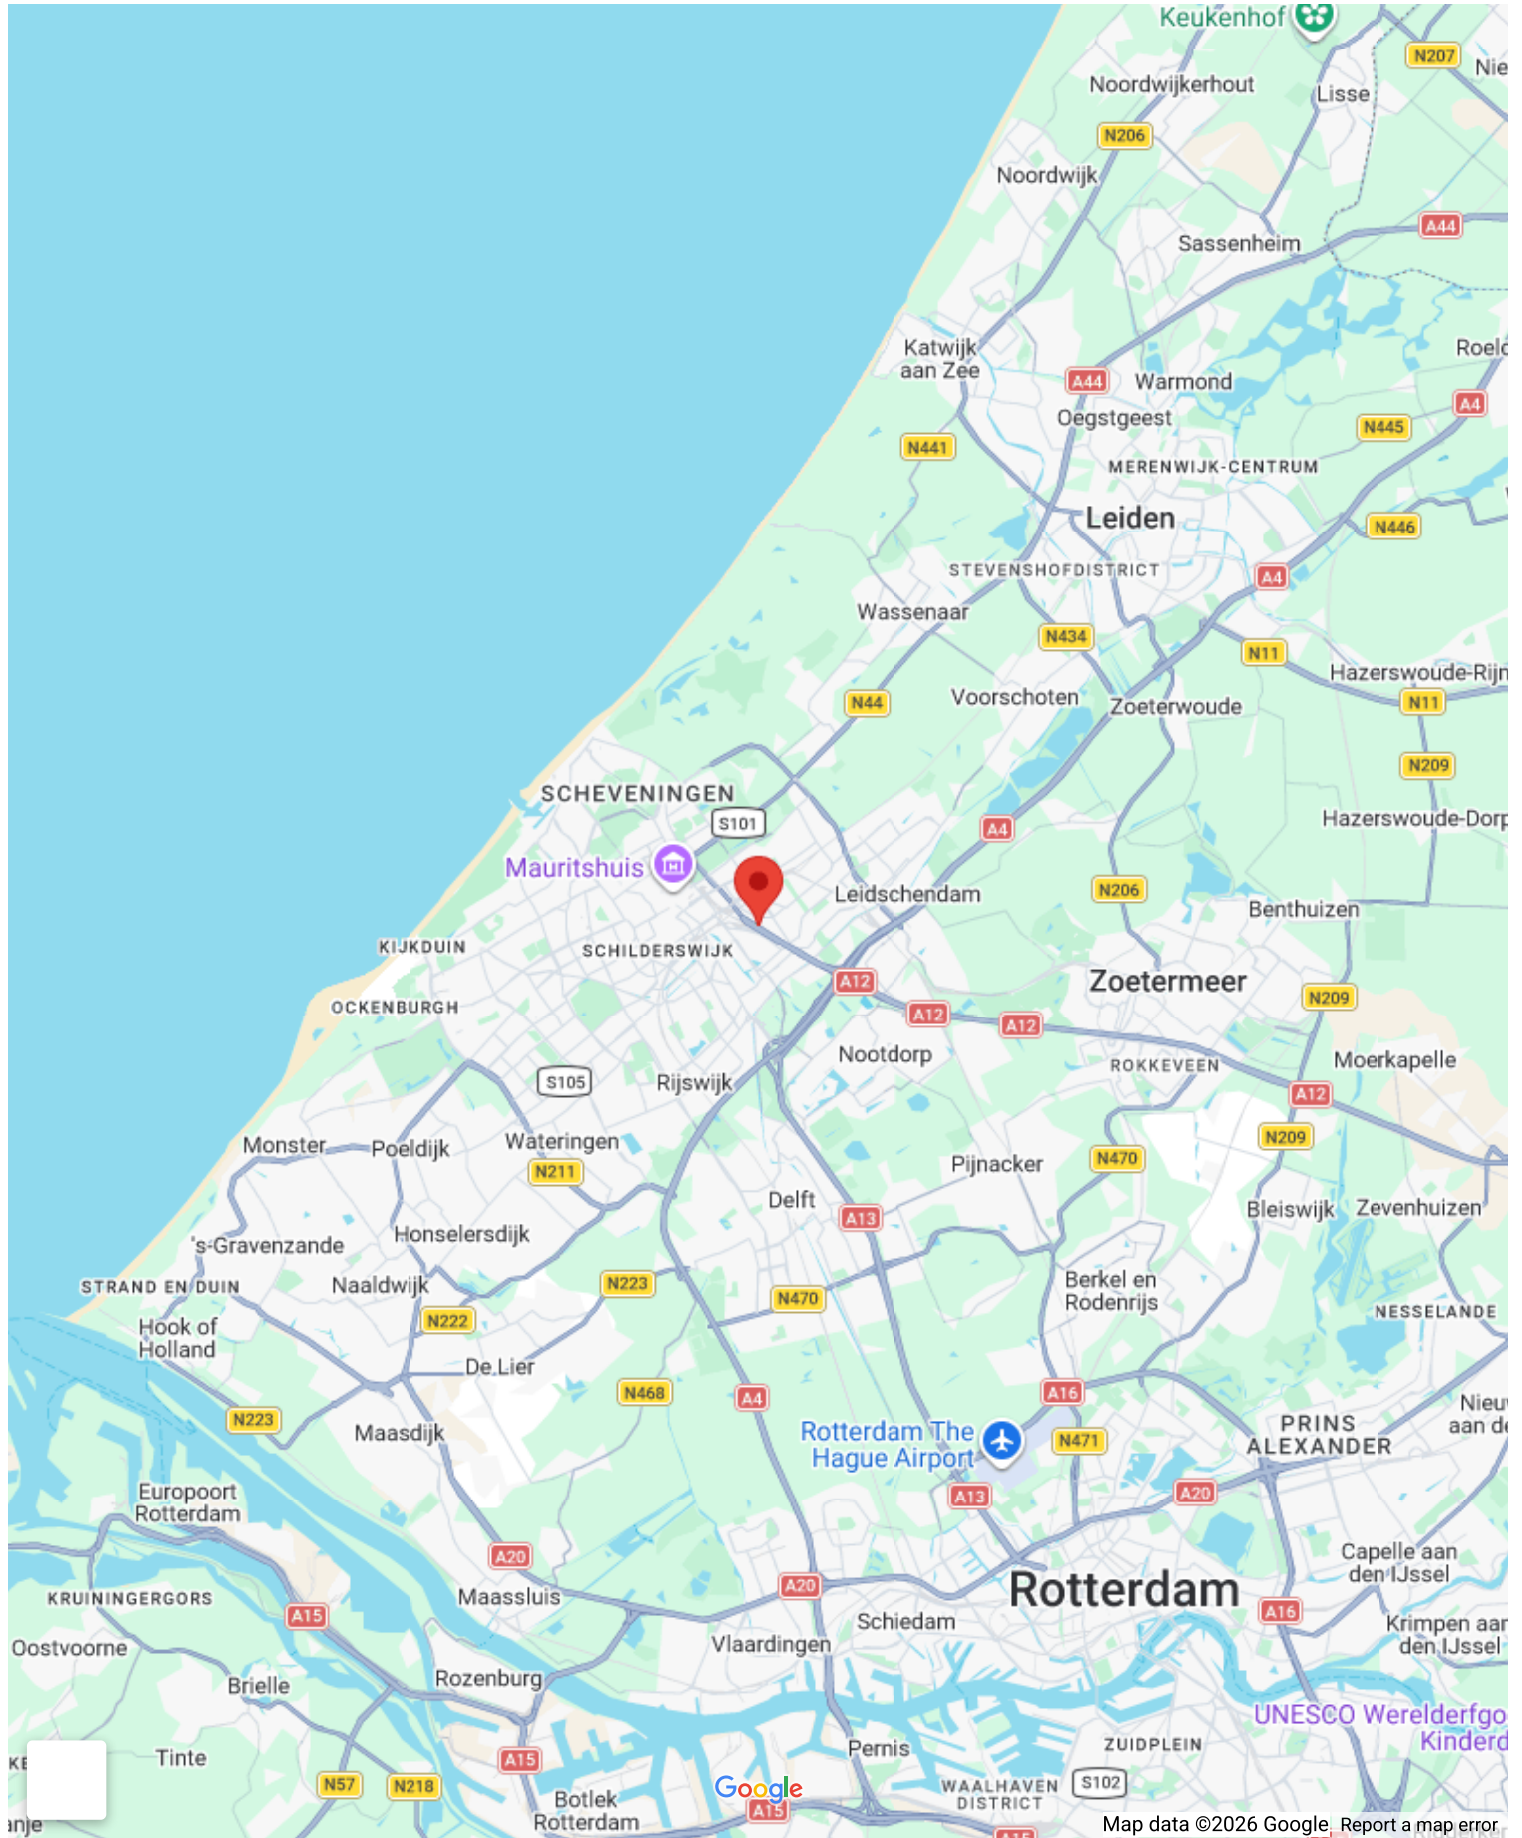 Keukenhof
N207
Noordwijkerhout
Lisse
N206
Noordwijk
A44
Sassenheim
Katwijk
aan Zee
A44
Warmond
A4
Oegstgeest
N445
N441
MERENWIJK-CENTRUM
Leiden
N446
STEVENSHOFDISTRICT
A4
Wassenaar
N434
N11
Hazerswoude-Rijn
Voorschoten
N44
Zoeterwoude
N11
N209
SCHEVENINGEN
S101
Hazerswoude-Dorp
A4
Mauritshuis
Leidschendam
N206
Benthuizen
KIJKDUIN
SCHILDERSWIJK
Zoetermeer
A12
N209
OCKENBURGH
A12
A12
Nootdorp
Moerkapelle
ROKKEVEEN
S105
Rijswijk
A12
N209
Monster
Poeldijk
Wateringen
N211
Pijnacker
N470
Delft
A13
Bleiswijk
Zevenhuizen
's-Gravenzande
Honselersdijk
STRAND EN DUIN
Naaldwijk
N223
N470
Berkel en
Rodenrijs
NESSELANDE
N222
Hook of
Holland
De Lier
N468
A4
A16
N223
Maasdijk
Rotterdam The
Hague Airport
N471
PRINS
ALEXANDER
Europoort
Rotterdam
A13
A20
A20
Capelle aan
den IJssel
KRUININGERGORS
A15
Maassluis
A20
Rotterdam
A16
Schiedam
Krimpen aan
den IJssel
Oostvoorne
Vlaardingen
Brielle
Rozenburg
UNESCO Werelderfgo
Kinderd
Tinte
A15
Pernis
ZUIDPLEIN
N57
N218
Google
WAALHAVEN
DISTRICT
S102
Botlek
Rotterdam
A15
A15
Map data ©2026 Google
Report a map error